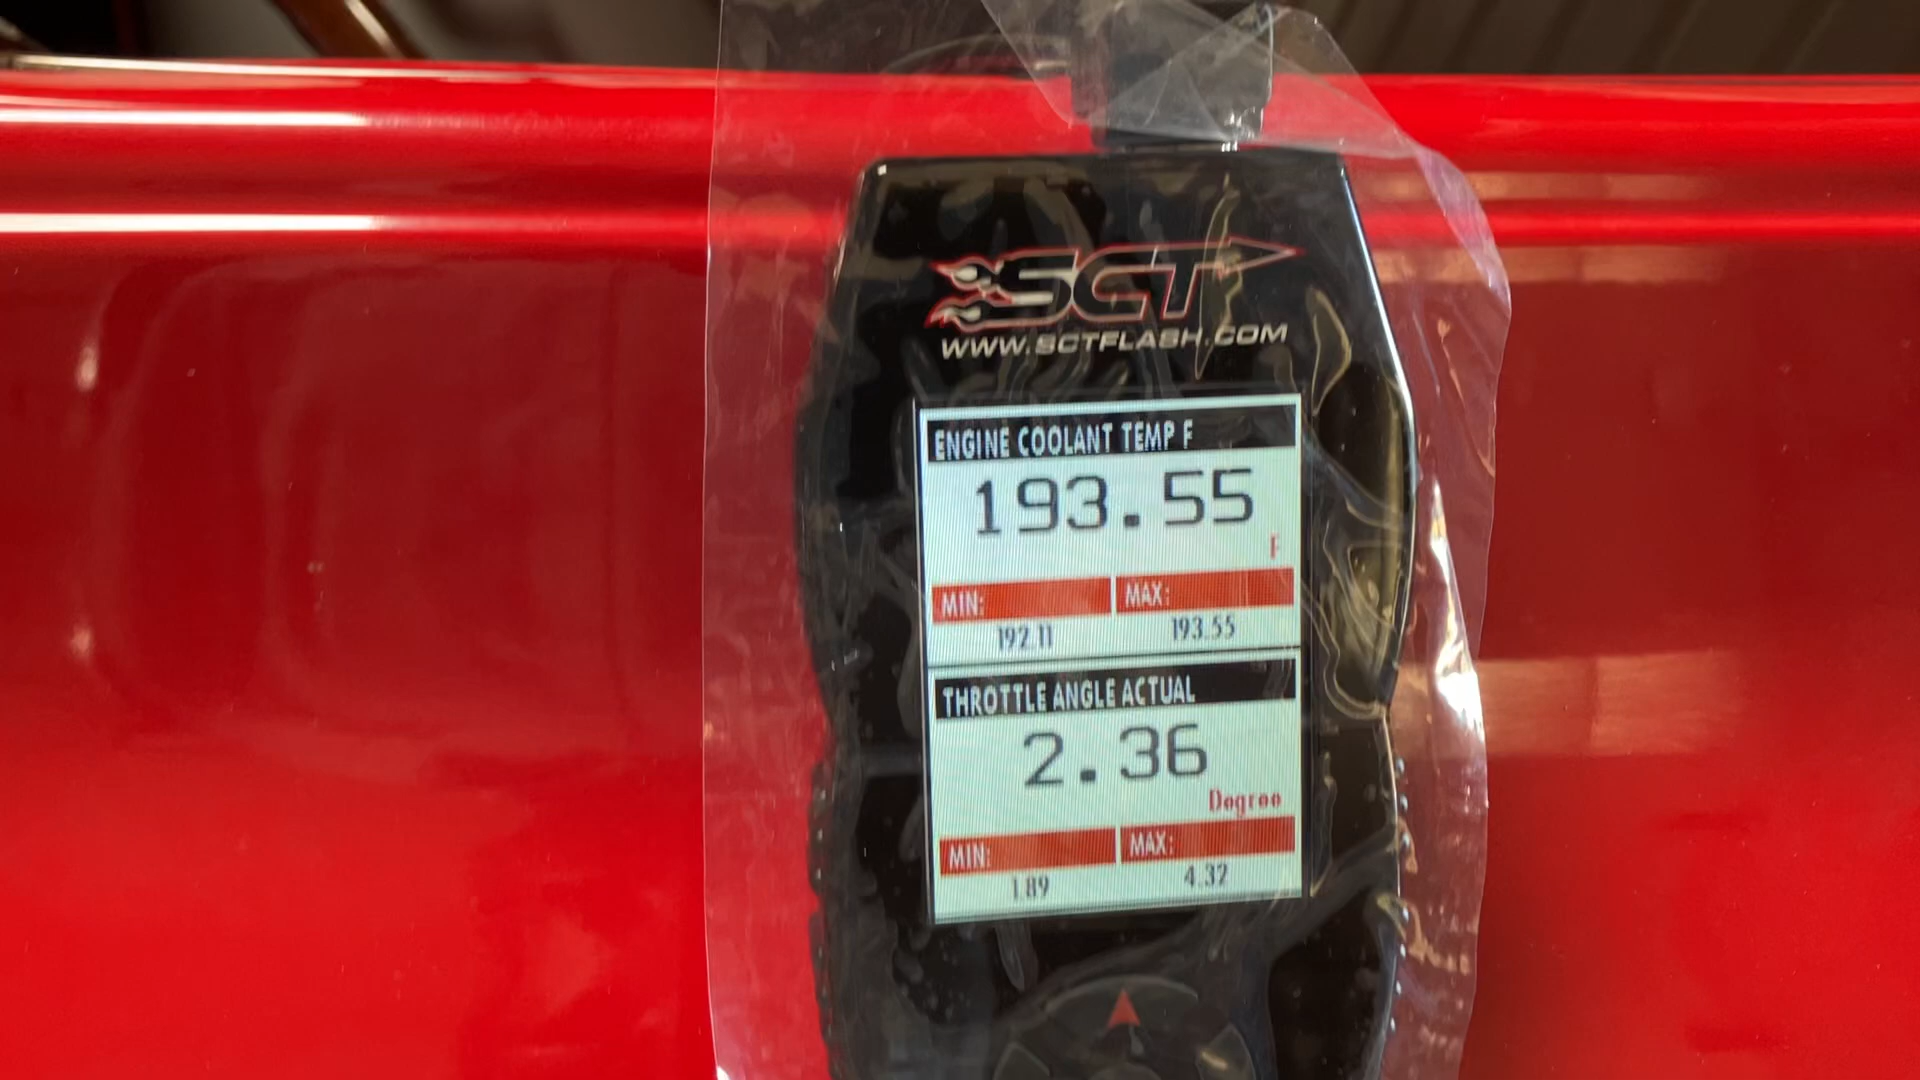 SCT
WWW.SCTFLASH.COM
ENGINE COOLANT TEMP F
193.55
F
MIN: MAX:
192.11 193.55
THROTTLE ANGLE ACTUAL
2.36
Degree
MIN: MAX:
1.89 4.32